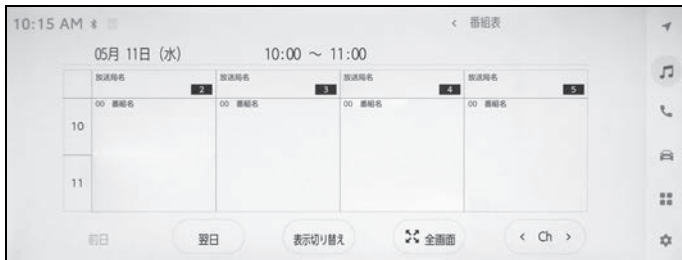 10:15 AM
< 番組表
05月 11日 (水) 10:00 ~ 11:00
放送局名 2 放送局名 3 放送局名 4 放送局名 5
00 番組名 00 番組名 00 番組名 00 番組名
10
11
前日 翌日 表示切り替え 全画面 < Ch >